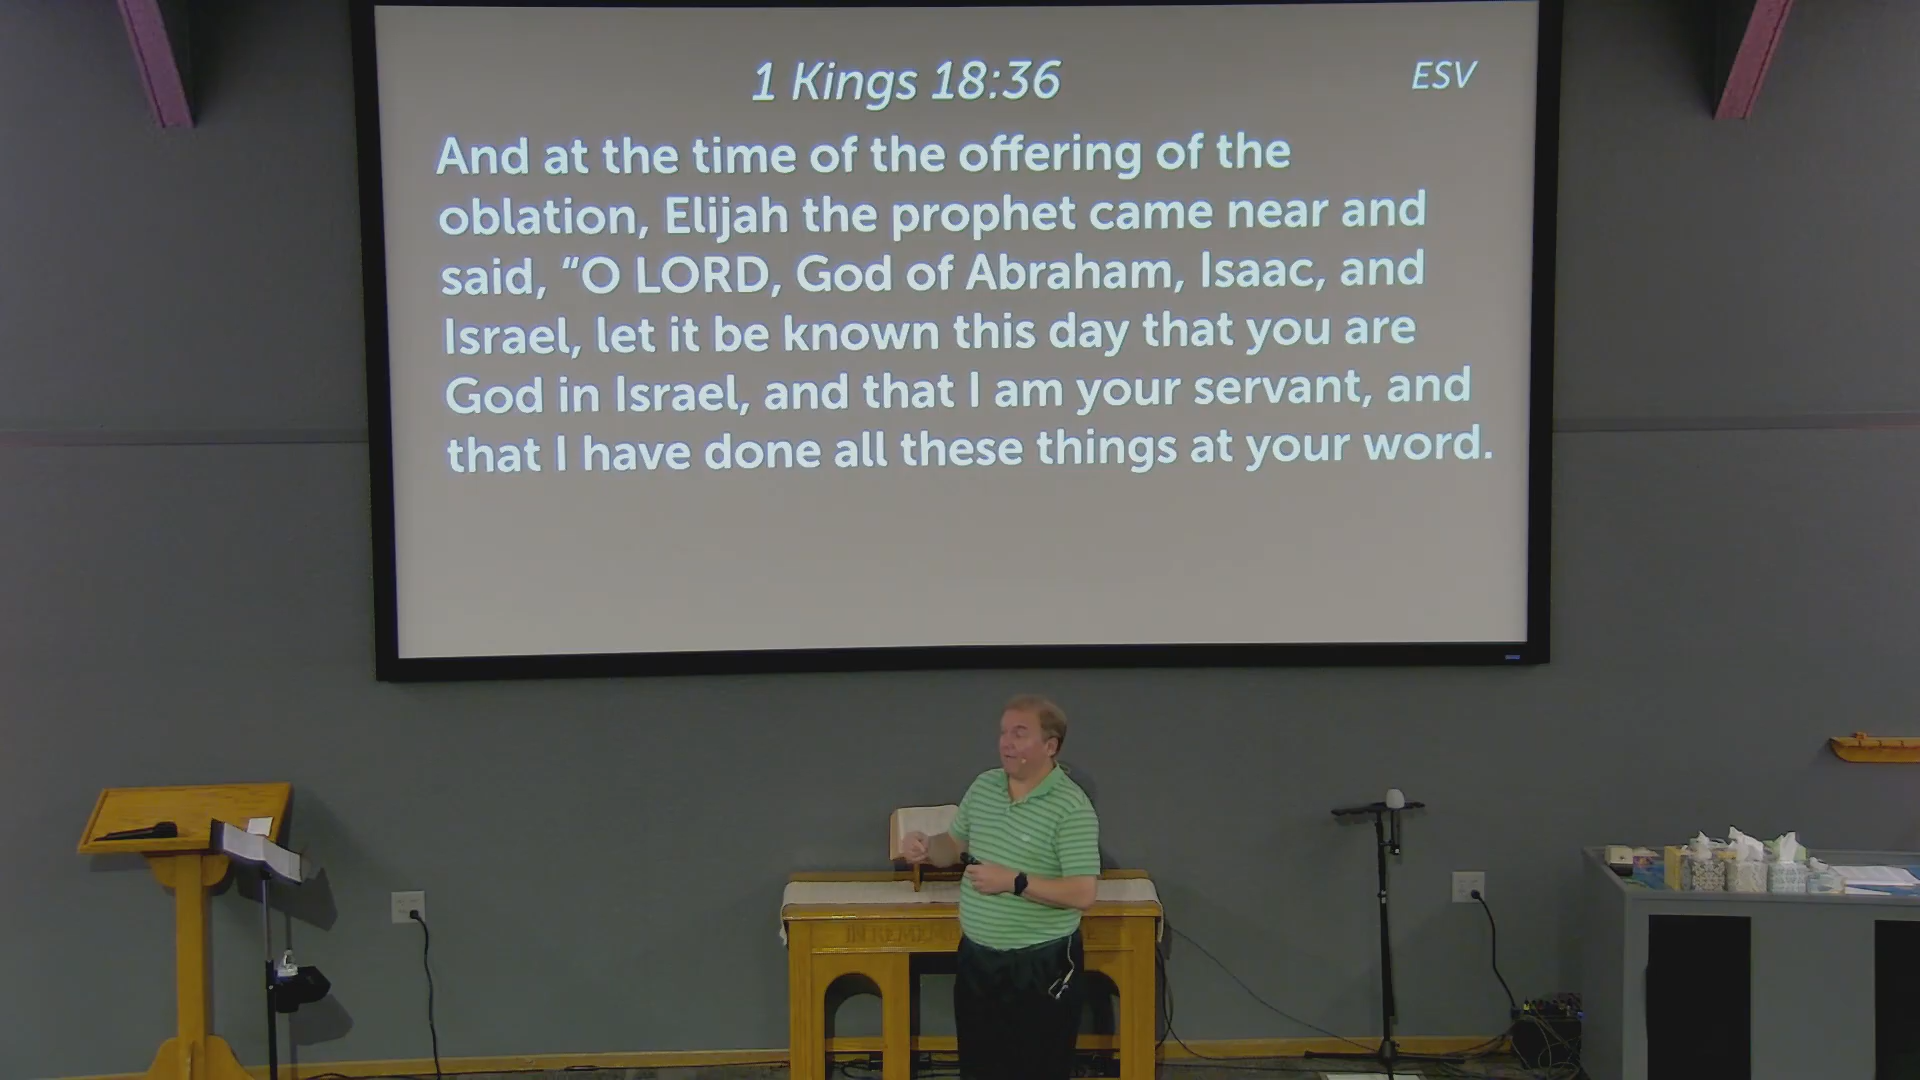 1 Kings 18:36
ESV
And at the time of the offering of the
oblation, Elijah the prophet came near and
said, “O LORD, God of Abraham, Isaac, and
Israel, let it be known this day that you are
God in Israel, and that I am your servant, and
that I have done all these things at your word.
IN REMEM